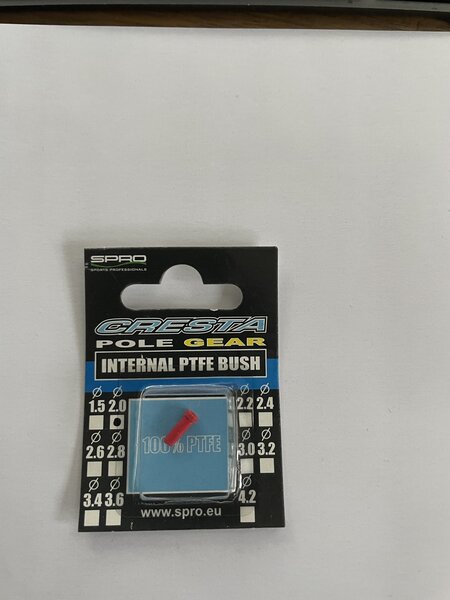 SPRO
SPORTS PROFESSIONALS
CRESTA
POLE GEAR
INTERNAL PTFE BUSH
Ø Ø Ø Ø
1.5 2.0 2.2 2.4
Ø Ø Ø Ø
2.6 2.8 3.0 3.2
Ø Ø Ø
3.4 3.6 4.2
100% PTFE
www.spro.eu